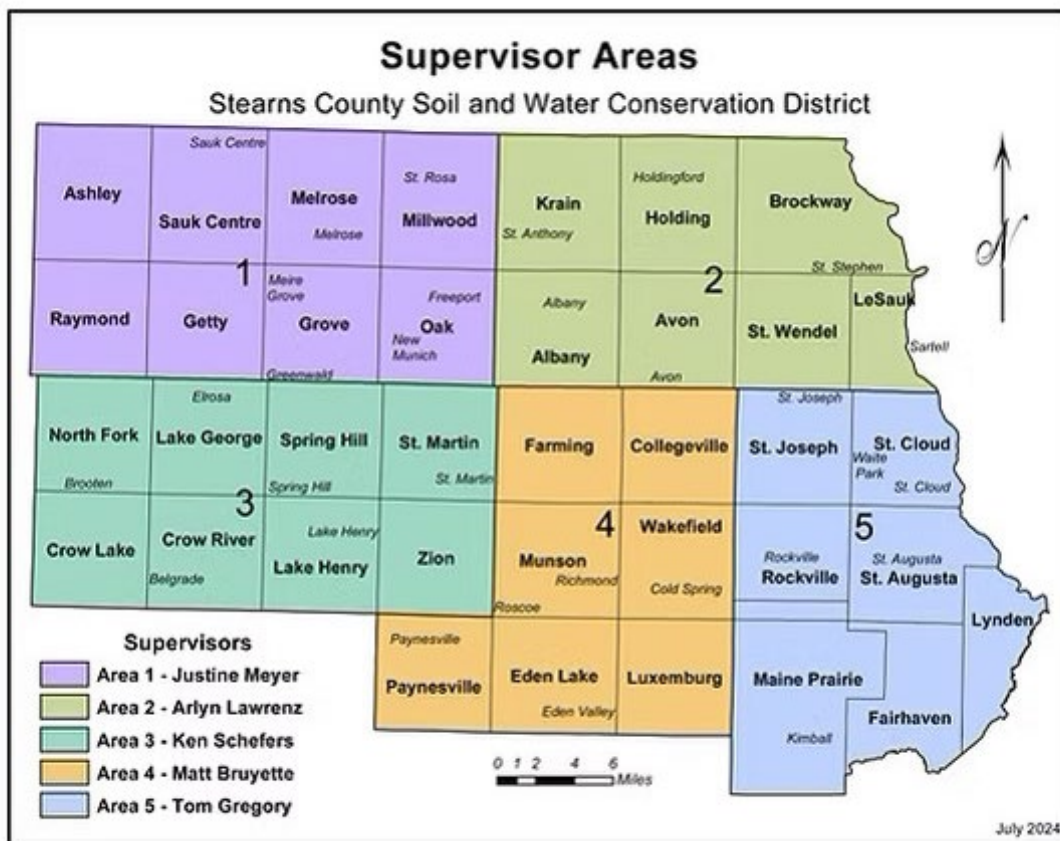 Supervisor Areas
Stearns County Soil and Water Conservation District
Sauk Centre
Ashley
Sauk Centre
Melrose
Melrose
St. Rosa
Millwood
1
Raymond
Getty
Meire
Grove
Grove
Greenwald
Freeport
Oak
New
Munich
Krain
St. Anthony
Holdingford
Holding
Brockway
St. Stephen
2
Albany
Albany
Avon
Avon
St. Wendel
LeSauk
Sartell
N
North Fork
Brooten
Elrosa
Lake George
Spring Hill
Spring Hill
St. Martin
St. Martin
3
Crow Lake
Crow River
Belgrade
Lake Henry
Lake Henry
Zion
Farming
Collegeville
4
Munson
Richmond
Roscoe
Wakefield
Cold Spring
Paynesville
Paynesville
Eden Lake
Eden Valley
Luxemburg
St. Joseph
St. Joseph
St. Cloud
Waite
Park
St. Cloud
5
Rockville
Rockville
St. Augusta
St. Augusta
Lynden
Maine Prairie
Kimball
Fairhaven
Supervisors
Area 1 - Justine Meyer
Area 2 - Arlyn Lawrenz
Area 3 - Ken Schefers
Area 4 - Matt Bruyette
Area 5 - Tom Gregory
0 1 2 4 6
Miles
July 2024